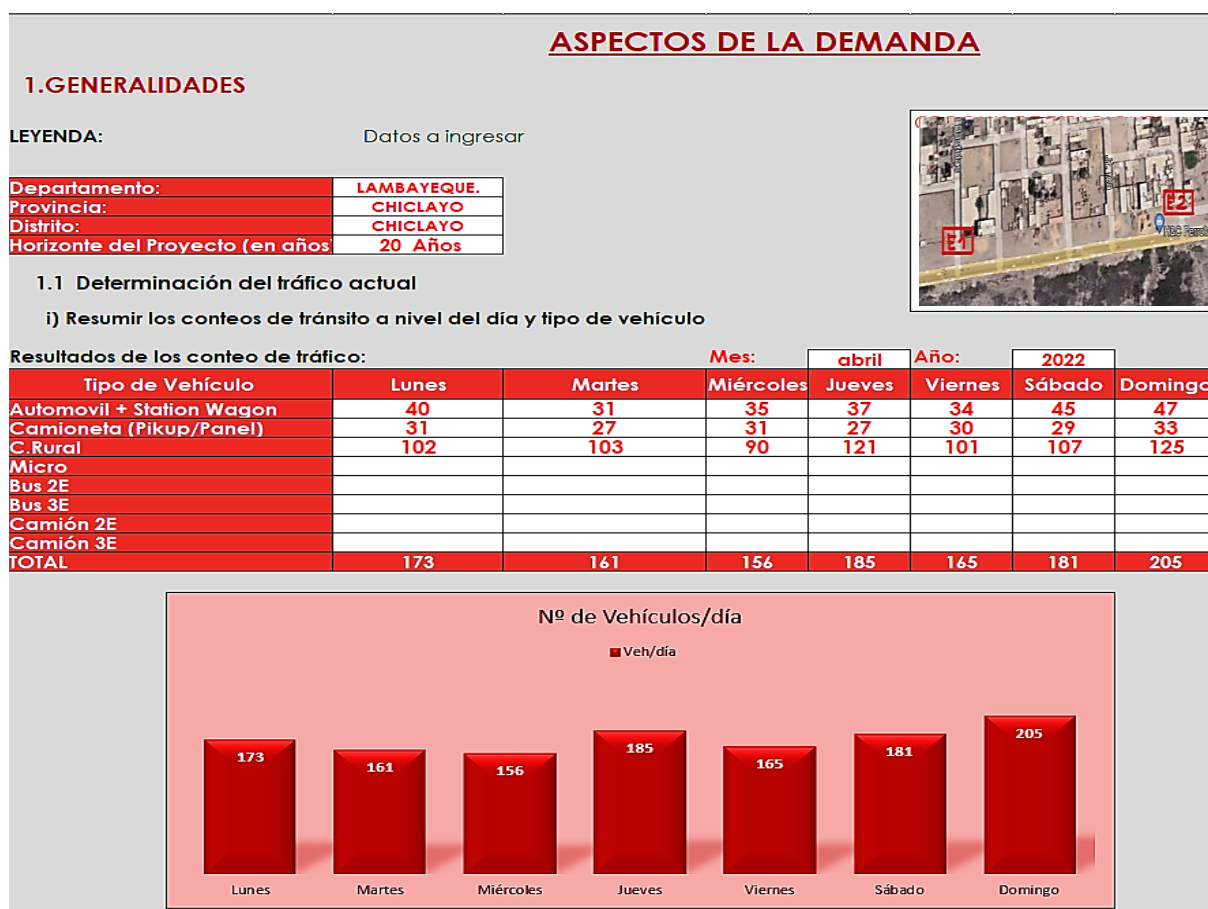 ASPECTOS DE LA DEMANDA
1.GENERALIDADES
LEYENDA: Datos a ingresar
Departamento: LAMBAYEQUE.
Provincia: CHICLAYO
Distrito: CHICLAYO
Horizonte del Proyecto (en años 20 Años
E1
E2
H&C Ferrol
1.1 Determinación del tráfico actual
i) Resumir los conteos de tránsito a nivel del día y tipo de vehículo
Resultados de los conteo de tráfico: Mes: abril Año: 2022
Tipo de Vehículo Lunes Martes Miércoles Jueves Viernes Sábado Domingo
Automovil + Station Wagon 40 31 35 37 34 45 47
Camioneta (Pikup/Panel) 31 27 31 27 30 29 33
C.Rural 102 103 90 121 101 107 125
Micro
Bus 2E
Bus 3E
Camión 2E
Camión 3E
TOTAL 173 161 156 185 165 181 205
Nº de Vehículos/día
Veh/día
173 161 156 185 165 181 205
Lunes Martes Miércoles Jueves Viernes Sábado Domingo